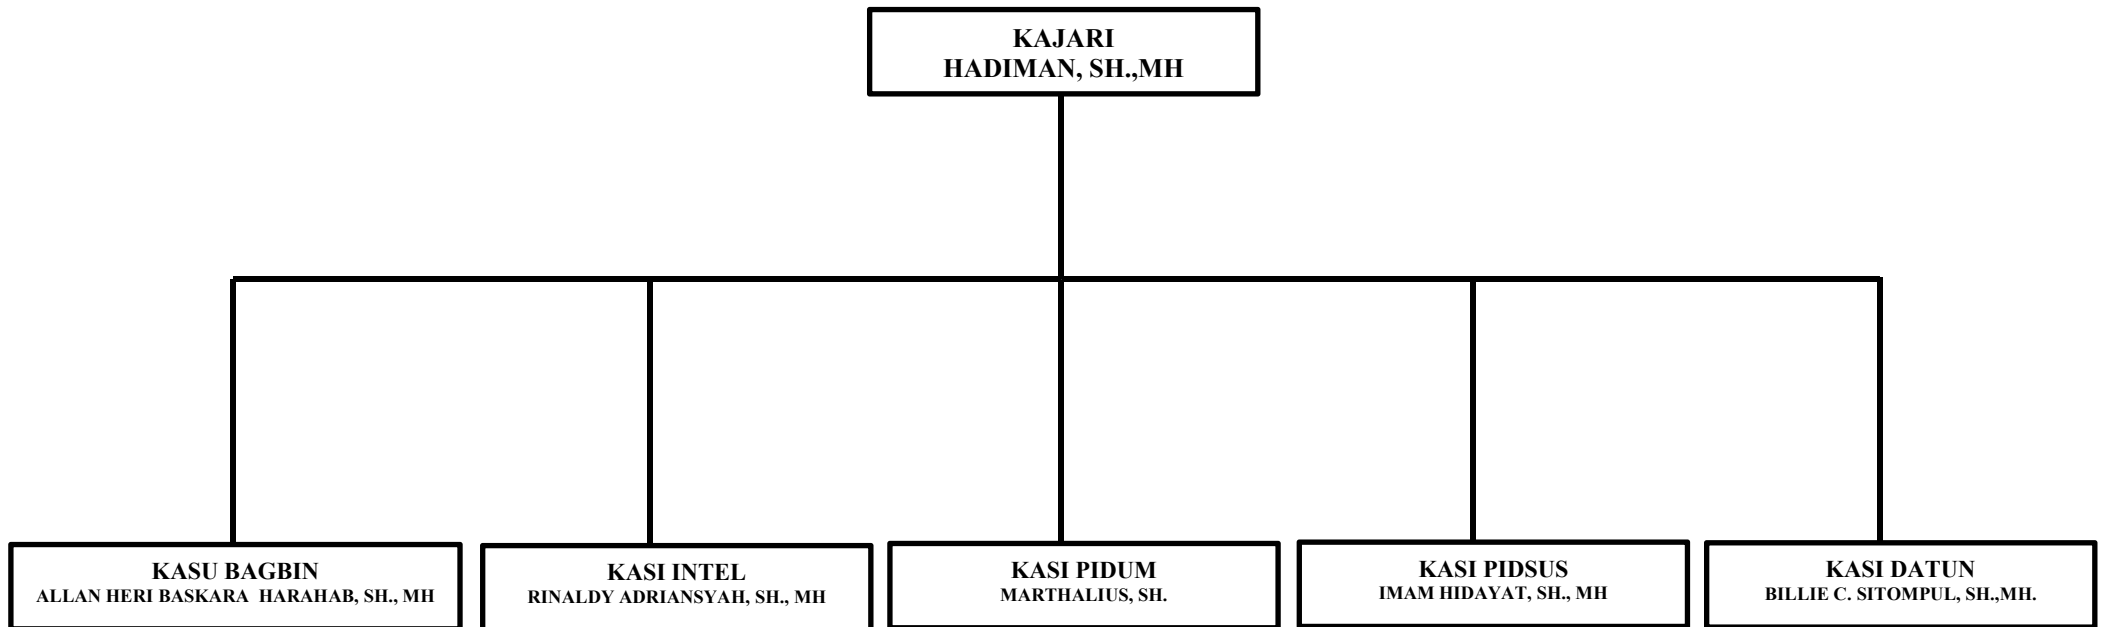 KAJARI
HADIMAN, SH.,MH
KASU BAGBIN
ALLAN HERI BASKARA  HARAHAB, SH., MH
KASI INTEL
RINALDY ADRIANSYAH, SH., MH
KASI PIDUM
MARTHALIUS, SH.
KASI PIDSUS
IMAM HIDAYAT, SH., MH
KASI DATUN
BILLIE C. SITOMPUL, SH.,MH.